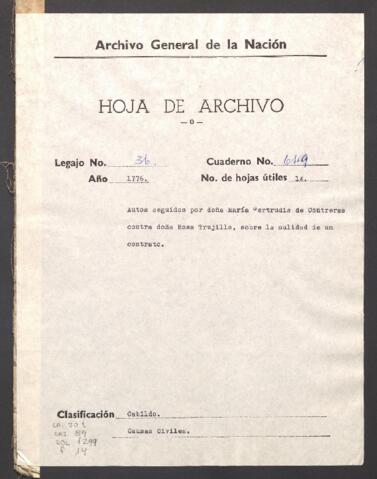 Archivo General de la Nación
HOJA DE ARCHIVO
—o—
Legajo No. 36. Cuaderno No. 649
Año 1776. No. de hojas útiles 14.
Autos seguidos por doña María Gertrudis de Contreras
contra doña Rosa Trujillo, sobre la nulidad de un
contrato.
Clasificación Cabildo.
Causas Civiles.
f 14